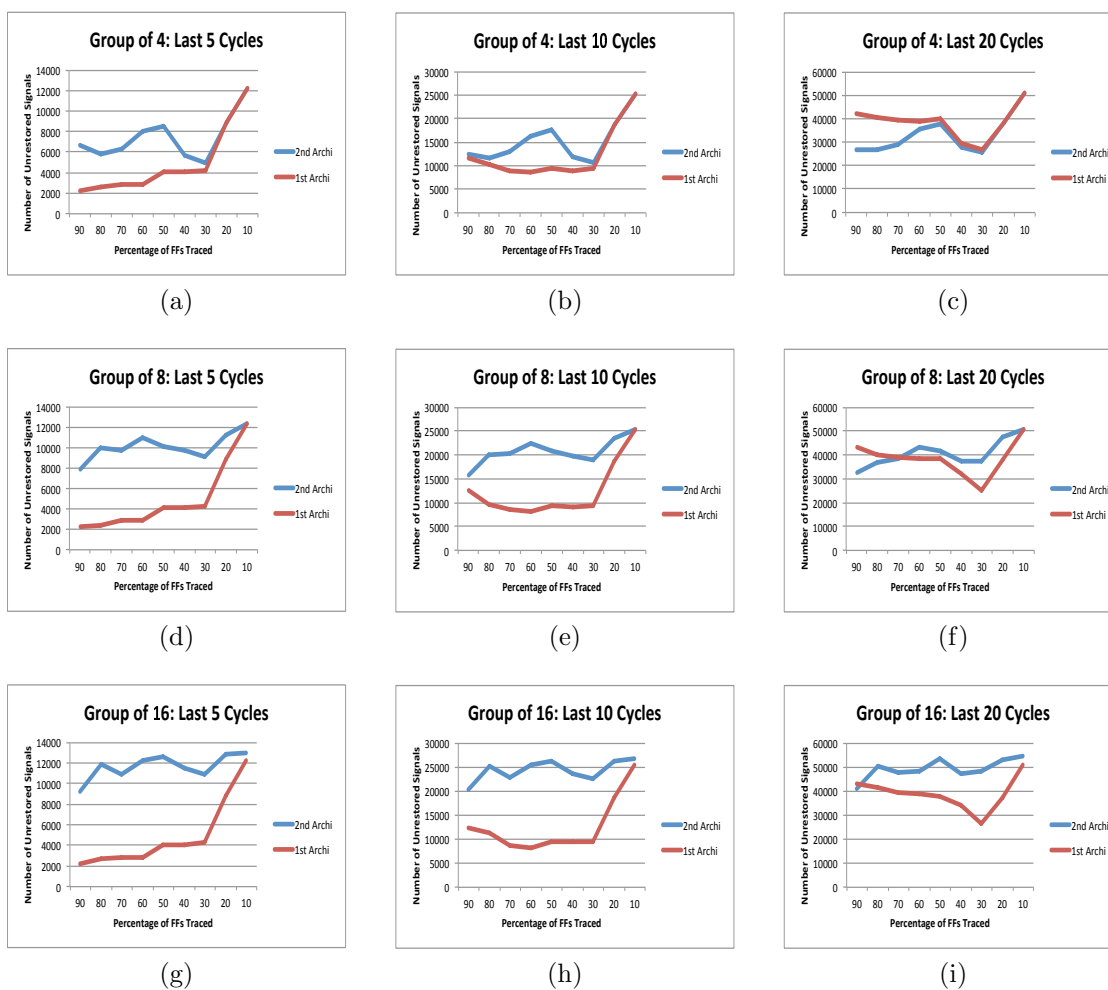 Group of 4: Last 5 Cycles
Number of Unrestored Signals
14000
12000
10000
8000
6000
4000
2000
0
90 80 70 60 50 40 30 20 10
Percentage of FFs Traced
2nd Archi
1st Archi
(a)
Group of 4: Last 10 Cycles
Number of Unrestored Signals
30000
25000
20000
15000
10000
5000
0
90 80 70 60 50 40 30 20 10
Percentage of FFs Traced
2nd Archi
1st Archi
(b)
Group of 4: Last 20 Cycles
Number of Unrestored Signals
60000
50000
40000
30000
20000
10000
0
90 80 70 60 50 40 30 20 10
Percentage of FFs Traced
2nd Archi
1st Archi
(c)
Group of 8: Last 5 Cycles
Number of Unrestored Signals
14000
12000
10000
8000
6000
4000
2000
0
90 80 70 60 50 40 30 20 10
Percentage of FFs Traced
2nd Archi
1st Archi
(d)
Group of 8: Last 10 Cycles
Number of Unrestored Signals
30000
25000
20000
15000
10000
5000
0
90 80 70 60 50 40 30 20 10
Percentage of FFs Traced
2nd Archi
1st Archi
(e)
Group of 8: Last 20 Cycles
Number of Unrestored Signals
60000
50000
40000
30000
20000
10000
0
90 80 70 60 50 40 30 20 10
Percentage of FFs Traced
2nd Archi
1st Archi
(f)
Group of 16: Last 5 Cycles
Number of Unrestored Signals
14000
12000
10000
8000
6000
4000
2000
0
90 80 70 60 50 40 30 20 10
Percentage of FFs Traced
2nd Archi
1st Archi
(g)
Group of 16: Last 10 Cycles
Number of Unrestored Signals
30000
25000
20000
15000
10000
5000
0
90 80 70 60 50 40 30 20 10
Percentage of FFs Traced
2nd Archi
1st Archi
(h)
Group of 16: Last 20 Cycles
Number of Unrestored Signals
60000
50000
40000
30000
20000
10000
0
90 80 70 60 50 40 30 20 10
Percentage of FFs Traced
2nd Archi
1st Archi
(i)